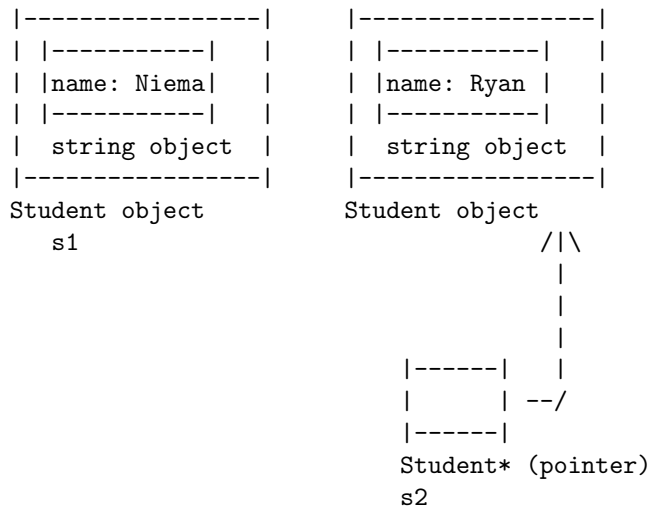 |-----------------| |-----------------|
| |-----------| | | |-----------| |
| |name: Niema| | | |name: Ryan | |
| |-----------| | | |-----------| |
| string object | | string object |
|-----------------| |-----------------|
Student object Student object
s1 /|\
|
|
|
|------| |
| | --/
|------|
Student* (pointer)
s2